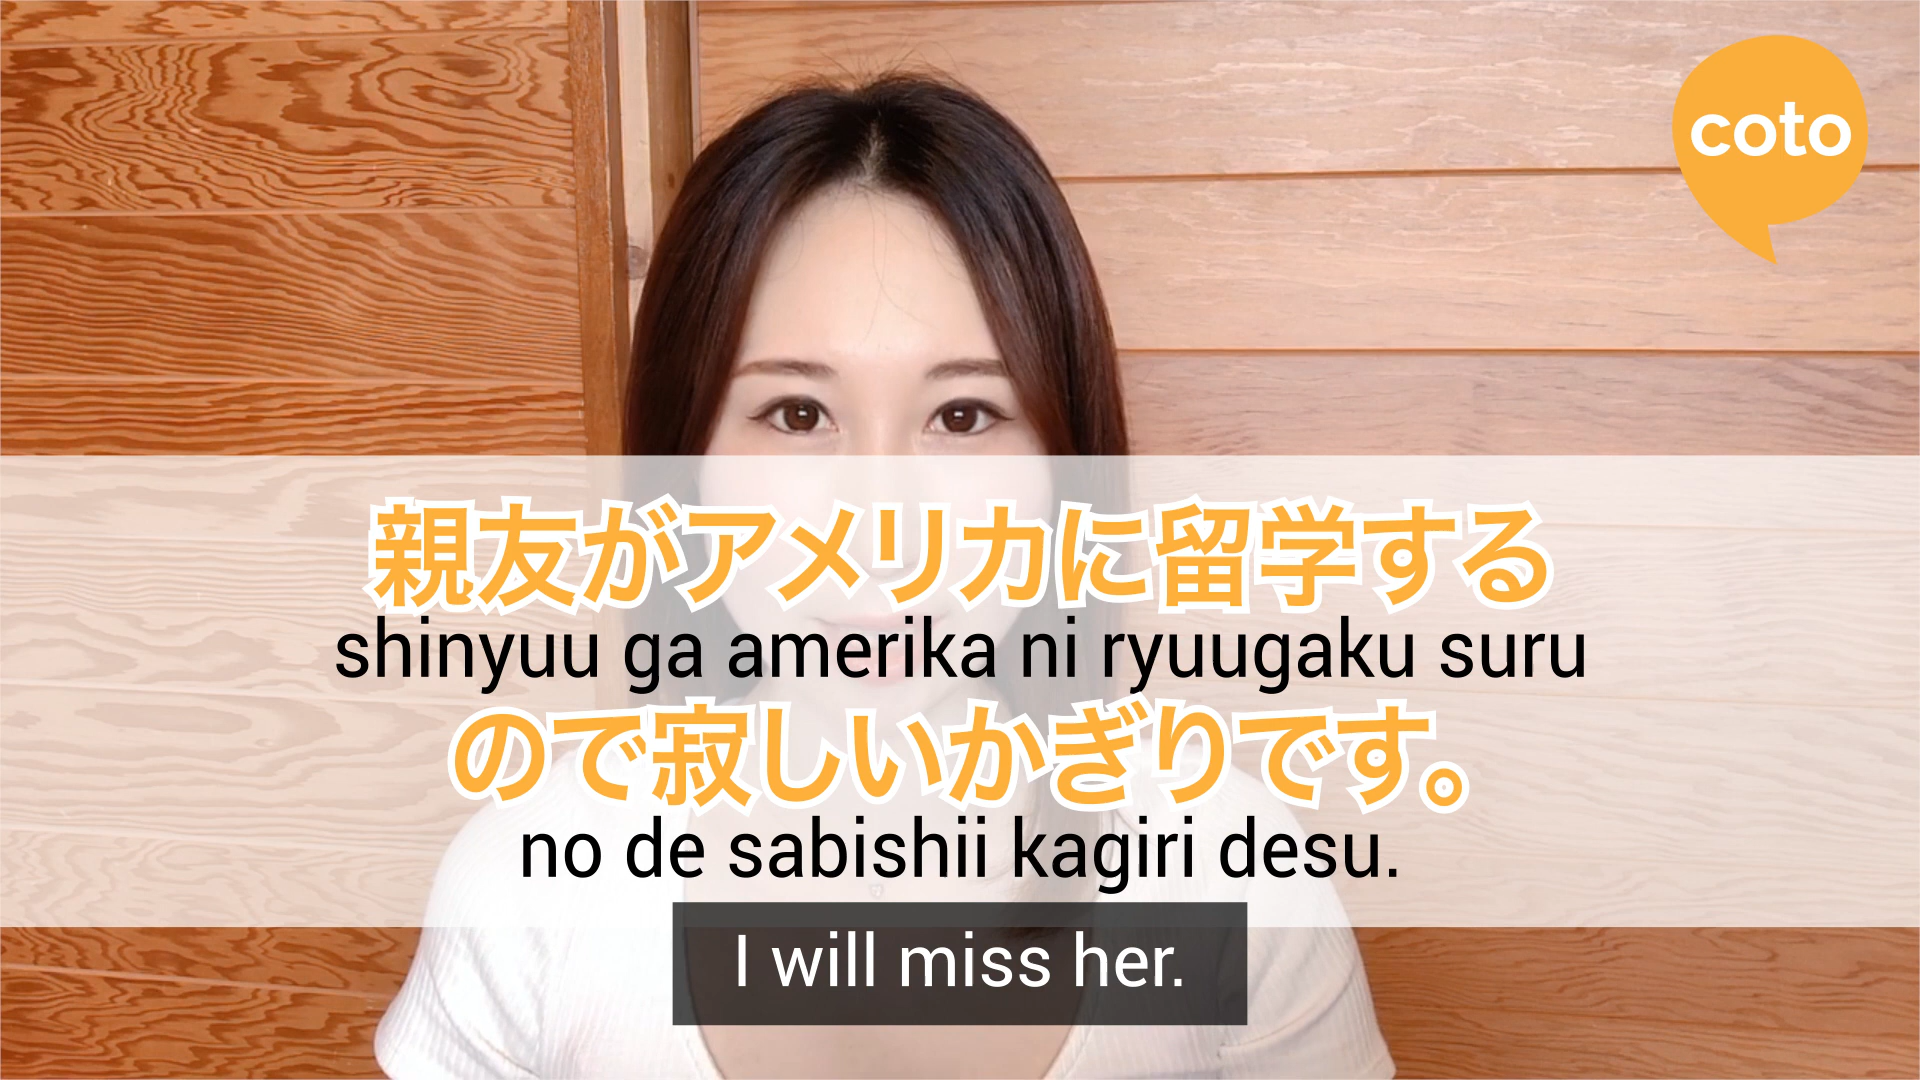 coto
親友がアメリカに留学する
shinyuu ga amerika ni ryuugaku suru
ので寂しいかぎりです。
no de sabishii kagiri desu.
I will miss her.